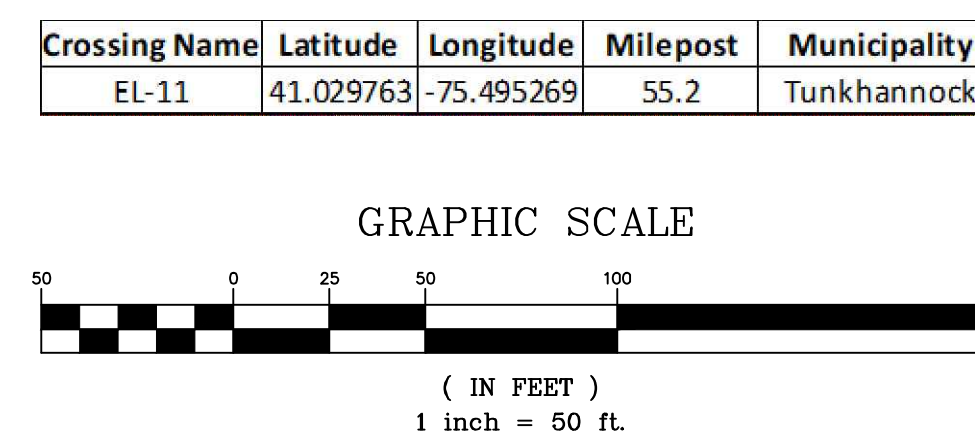 Crossing Name Latitude Longitude Milepost Municipality
EL-11 41.029763 -75.495269 55.2 Tunkhannock
GRAPHIC SCALE
50 0 25 50 100
( IN FEET )
1 inch = 50 ft.